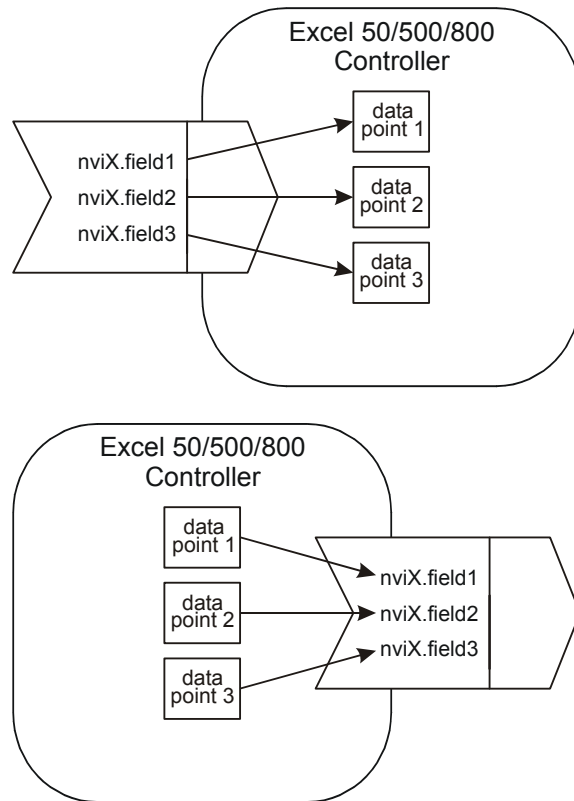 Excel 50/500/800
Controller
data
point 1
nviX.field1
data
point 2
nviX.field2
data
point 3
nviX.field3
Excel 50/500/800
Controller
data
point 1
nviX.field1
data
point 2
nviX.field2
data
point 3
nviX.field3